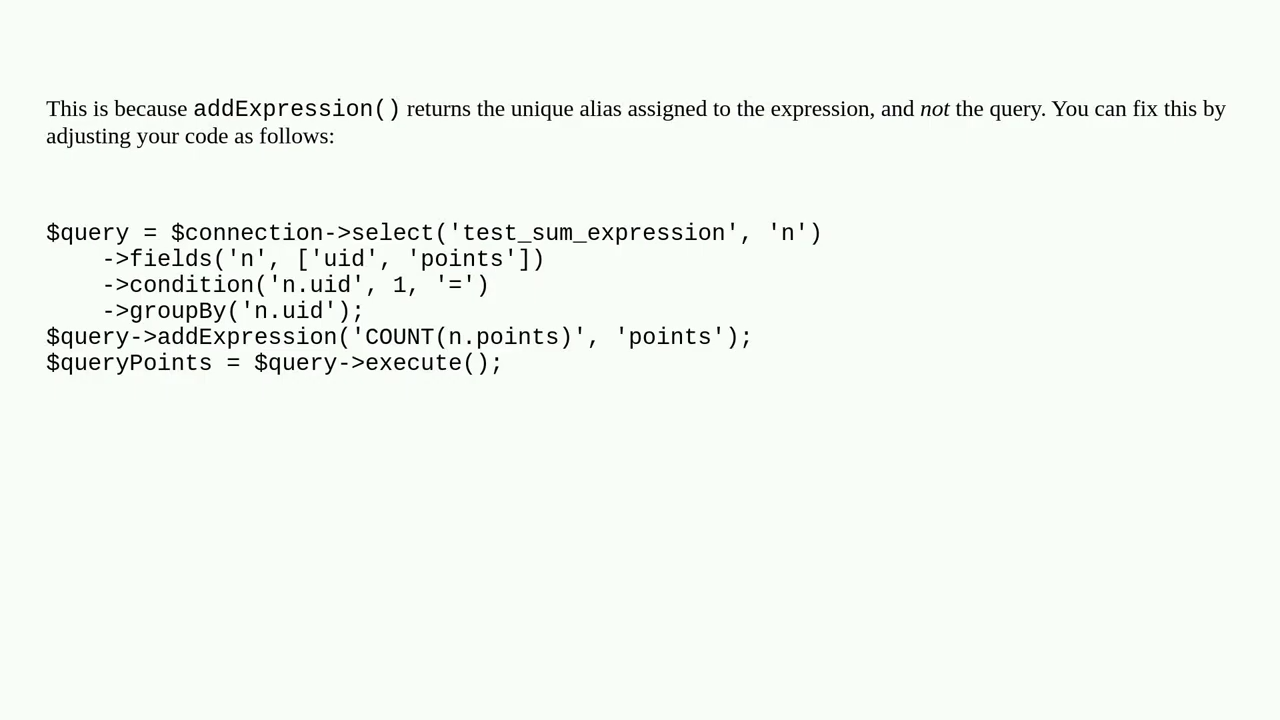 This is because addExpression() returns the unique alias assigned to the expression, and not the query. You can fix this by
adjusting your code as follows:
$query = $connection->select('test_sum_expression', 'n')
    ->fields('n', ['uid', 'points'])
    ->condition('n.uid', 1, '=')
    ->groupBy('n.uid');
$query->addExpression('COUNT(n.points)', 'points');
$queryPoints = $query->execute();